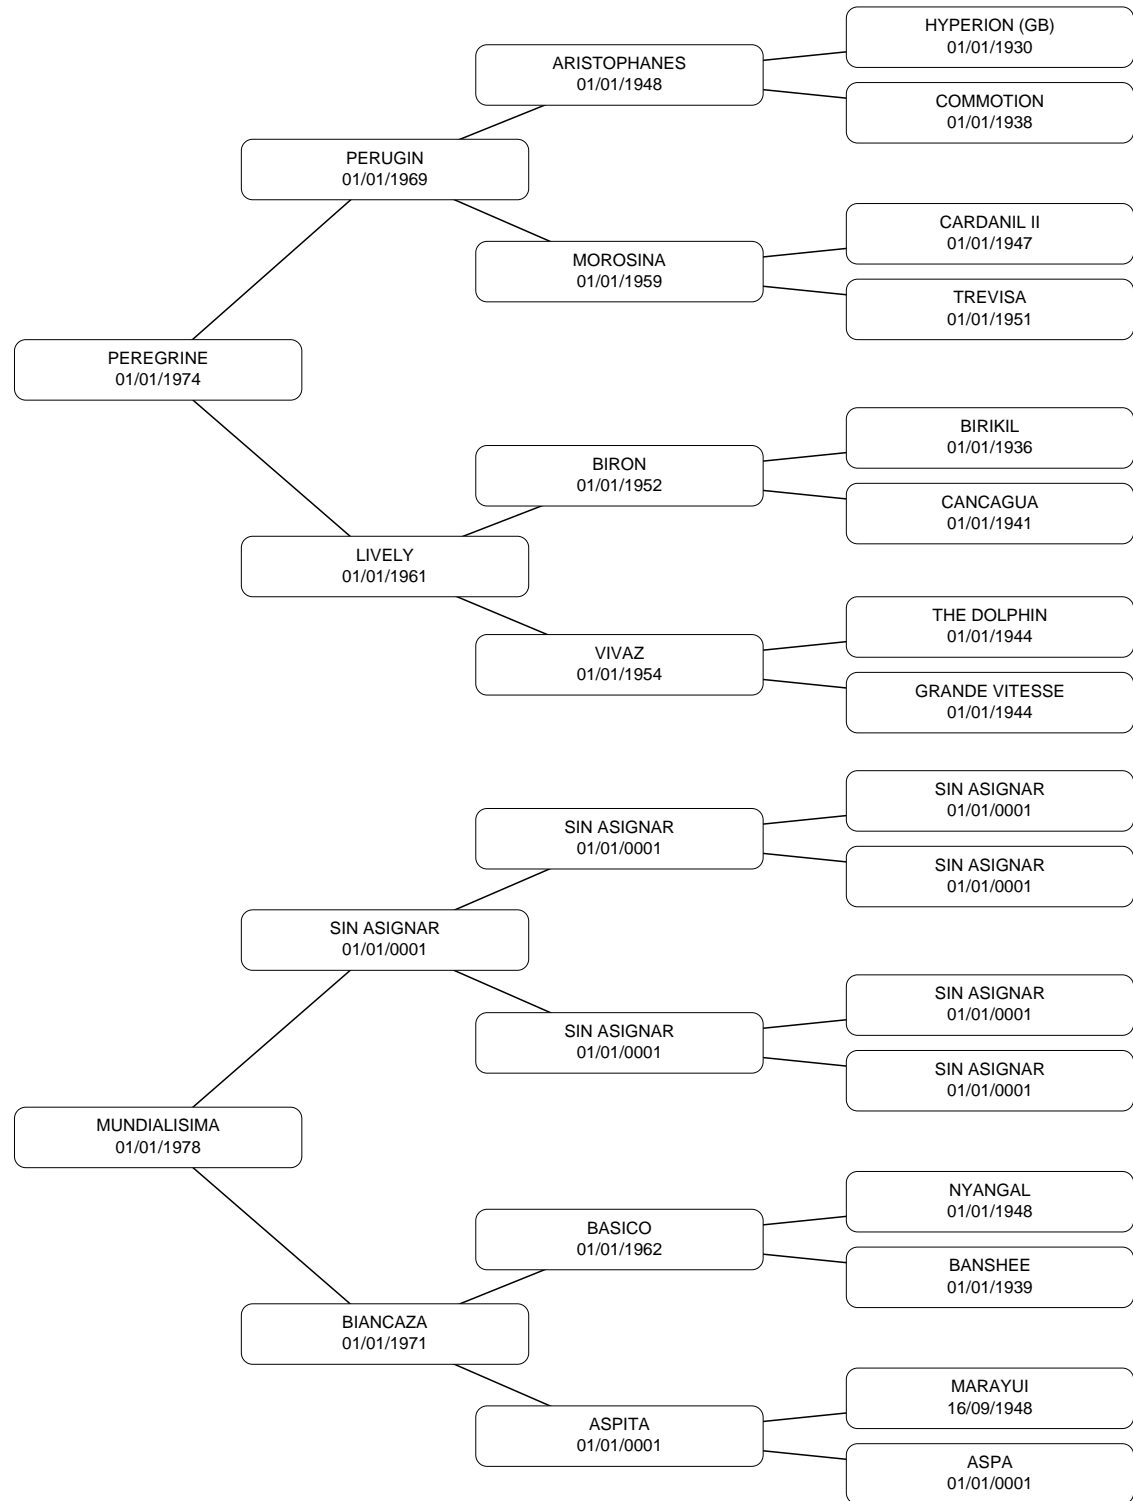 HYPERION (GB)
01/01/1930
ARISTOPHANES
01/01/1948
COMMOTION
01/01/1938
PERUGIN
01/01/1969
CARDANIL II
01/01/1947
MOROSINA
01/01/1959
TREVISA
01/01/1951
PEREGRINE
01/01/1974
BIRIKIL
01/01/1936
BIRON
01/01/1952
CANCAGUA
01/01/1941
LIVELY
01/01/1961
THE DOLPHIN
01/01/1944
VIVAZ
01/01/1954
GRANDE VITESSE
01/01/1944
SIN ASIGNAR
01/01/0001
SIN ASIGNAR
01/01/0001
SIN ASIGNAR
01/01/0001
SIN ASIGNAR
01/01/0001
SIN ASIGNAR
01/01/0001
SIN ASIGNAR
01/01/0001
SIN ASIGNAR
01/01/0001
MUNDIALISIMA
01/01/1978
NYANGAL
01/01/1948
BASICO
01/01/1962
BANSHEE
01/01/1939
BIANCAZA
01/01/1971
MARAYUI
16/09/1948
ASPITA
01/01/0001
ASPA
01/01/0001